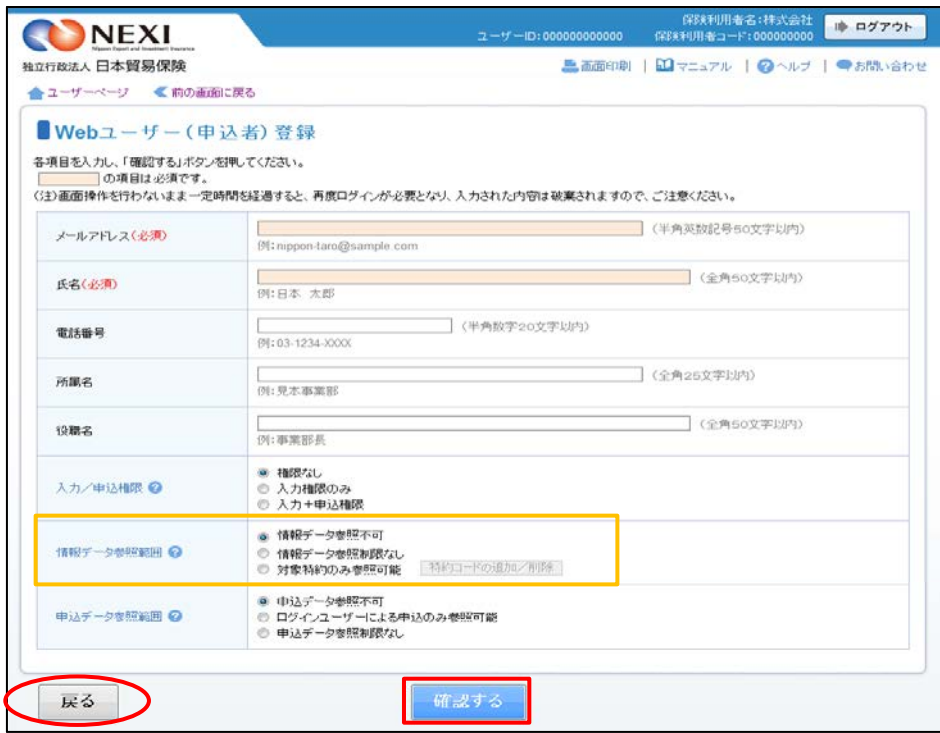 NEXI
Nippon Export and Investment Insurance
独立行政法人 日本貿易保険
ユーザーID:000000000000
保険利用者名:株式会社
保険利用者コード:000000000
ログアウト
画面印刷 | マニュアル | ヘルプ | お問い合わせ
ユーザーページ 前の画面に戻る
Webユーザー(申込者)登録
各項目を入力し、「確認する」ボタンを押してください。
の項目は必須です。
(注)画面操作を行わないまま一定時間を経過すると、再度ログインが必要となり、入力された内容は破棄されますので、ご注意ください。
メールアドレス(必須)
(半角英数記号50文字以内)
例:nippon-taro@sample.com
氏名(必須)
(全角50文字以内)
例:日本 太郎
電話番号
(半角数字20文字以内)
例:03-1234-XXXX
所属名
(全角25文字以内)
例:見本事業部
役職名
(全角50文字以内)
例:事業部長
入力/申込権限
権限なし
入力権限のみ
入力+申込権限
情報データ参照範囲
情報データ参照不可
情報データ参照制限なし
対象特約のみ参照可能 特約コードの追加/削除
申込データ参照範囲
申込データ参照不可
ログインユーザーによる申込のみ参照可能
申込データ参照制限なし
戻る
確認する